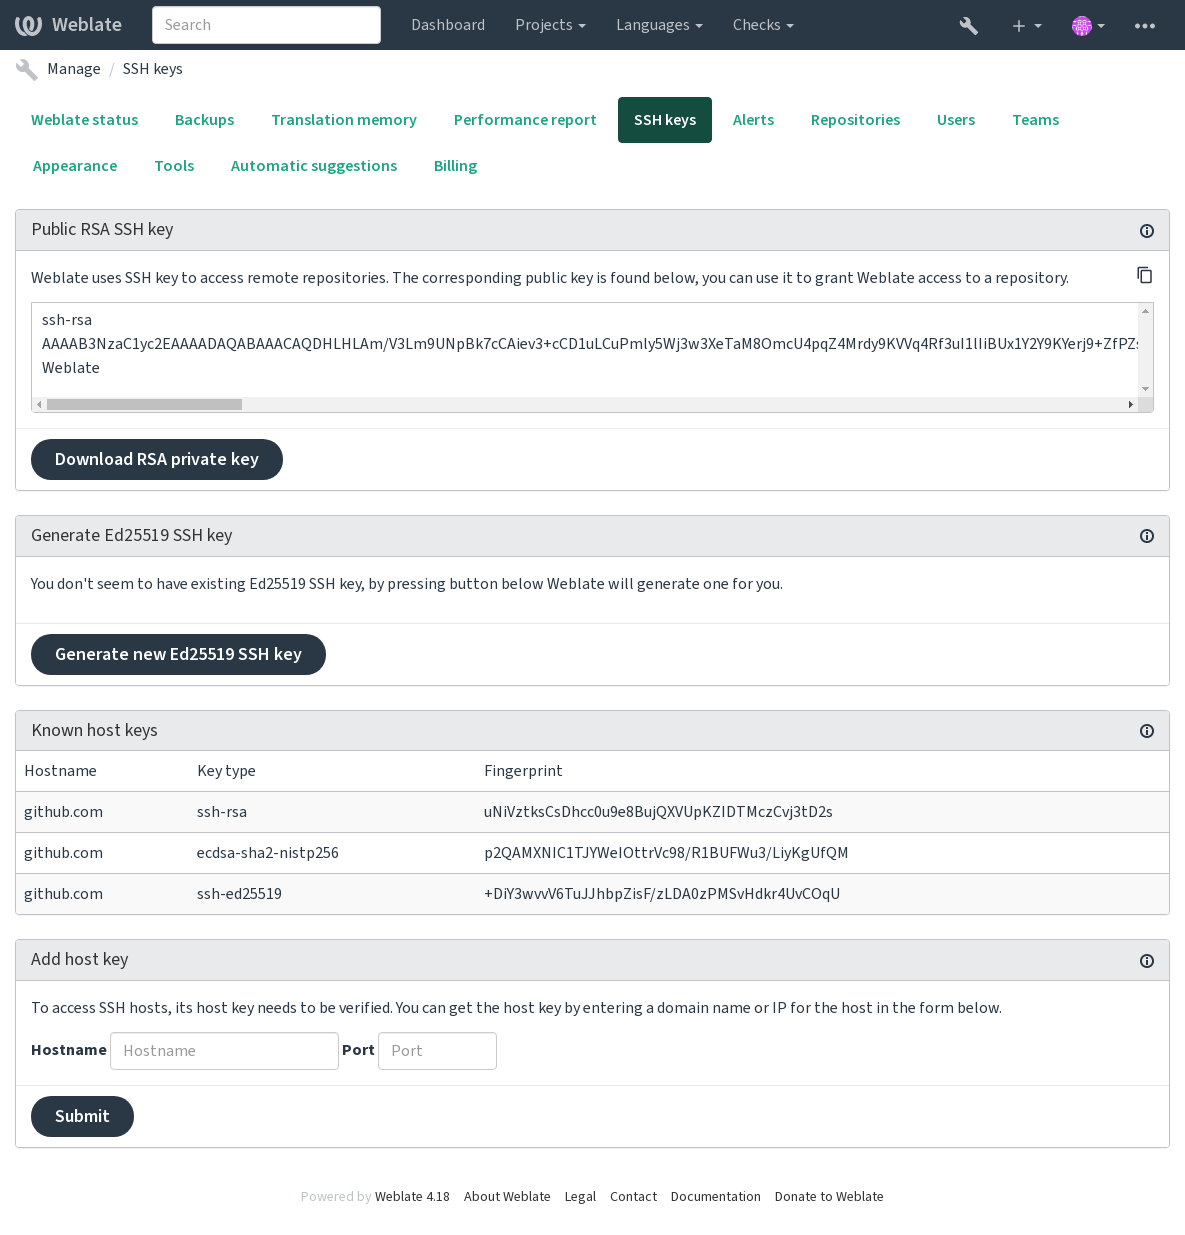 Weblate Search Dashboard Projects Languages Checks
Manage / SSH keys
Weblate status Backups Translation memory Performance report SSH keys Alerts Repositories Users Teams
Appearance Tools Automatic suggestions Billing
Public RSA SSH key
Weblate uses SSH key to access remote repositories. The corresponding public key is found below, you can use it to grant Weblate access to a repository.
ssh-rsa
AAAAB3NzaC1yc2EAAAADAQABAAACAQDHLHLAm/V3Lm9UNpBk7cCAiev3+cCD1uLCuPmly5Wj3w3XeTaM8OmcU4pqZ4Mrdy9KVVq4Rf3uI1lIiBUx1Y2Y9KYerj9+ZfPZs
Weblate
Download RSA private key
Generate Ed25519 SSH key
You don't seem to have existing Ed25519 SSH key, by pressing button below Weblate will generate one for you.
Generate new Ed25519 SSH key
Known host keys
Hostname Key type Fingerprint
github.com ssh-rsa uNiVztksCsDhcc0u9e8BujQXVUpKZIDTMczCvj3tD2s
github.com ecdsa-sha2-nistp256 p2QAMXNIC1TJYWeIOttrVc98/R1BUFWu3/LiyKgUfQM
github.com ssh-ed25519 +DiY3wvvV6TuJJhbpZisF/zLDA0zPMSvHdkr4UvCOqU
Add host key
To access SSH hosts, its host key needs to be verified. You can get the host key by entering a domain name or IP for the host in the form below.
Hostname Hostname Port Port
Submit
Powered by Weblate 4.18 About Weblate Legal Contact Documentation Donate to Weblate